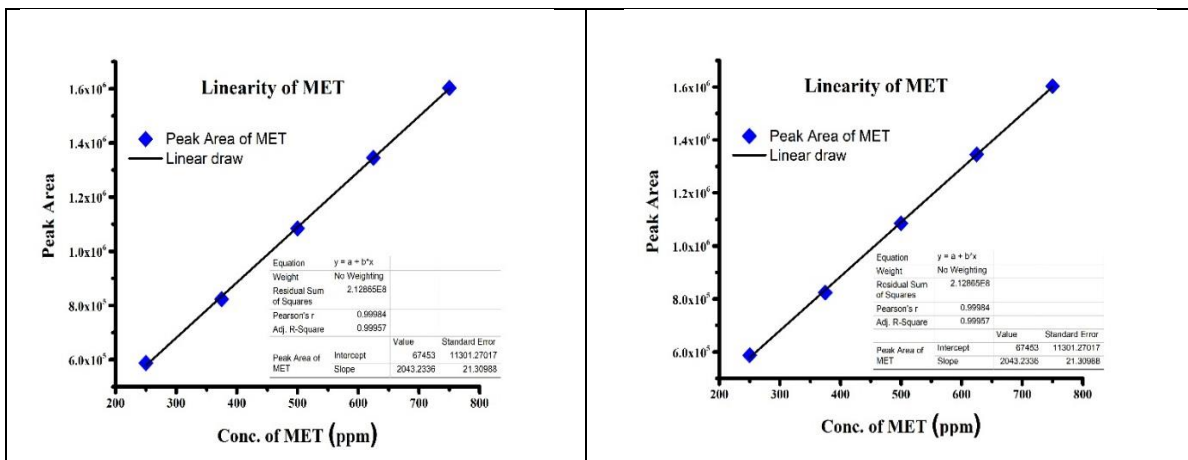 Linearity of MET
Peak Area of MET
Linear draw
Peak Area
1.6x10⁶
1.4x10⁶
1.2x10⁶
1.0x10⁶
8.0x10⁵
6.0x10⁵
Equation y = a + b*x
Weight No Weighting
Residual Sum of Squares 2.12865E8
Pearson's r 0.99984
Adj. R-Square 0.99957
Value Standard Error
Peak Area of MET Intercept 67453 11301.27017
Slope 2043.2336 21.30988
200 300 400 500 600 700 800
Conc. of MET (ppm)
Linearity of MET
Peak Area of MET
Linear draw
Peak Area
1.6x10⁶
1.4x10⁶
1.2x10⁶
1.0x10⁶
8.0x10⁵
6.0x10⁵
Equation y = a + b*x
Weight No Weighting
Residual Sum of Squares 2.12865E8
Pearson's r 0.99984
Adj. R-Square 0.99957
Value Standard Error
Peak Area of MET Intercept 67453 11301.27017
Slope 2043.2336 21.30988
200 300 400 500 600 700 800
Conc. of MET (ppm)